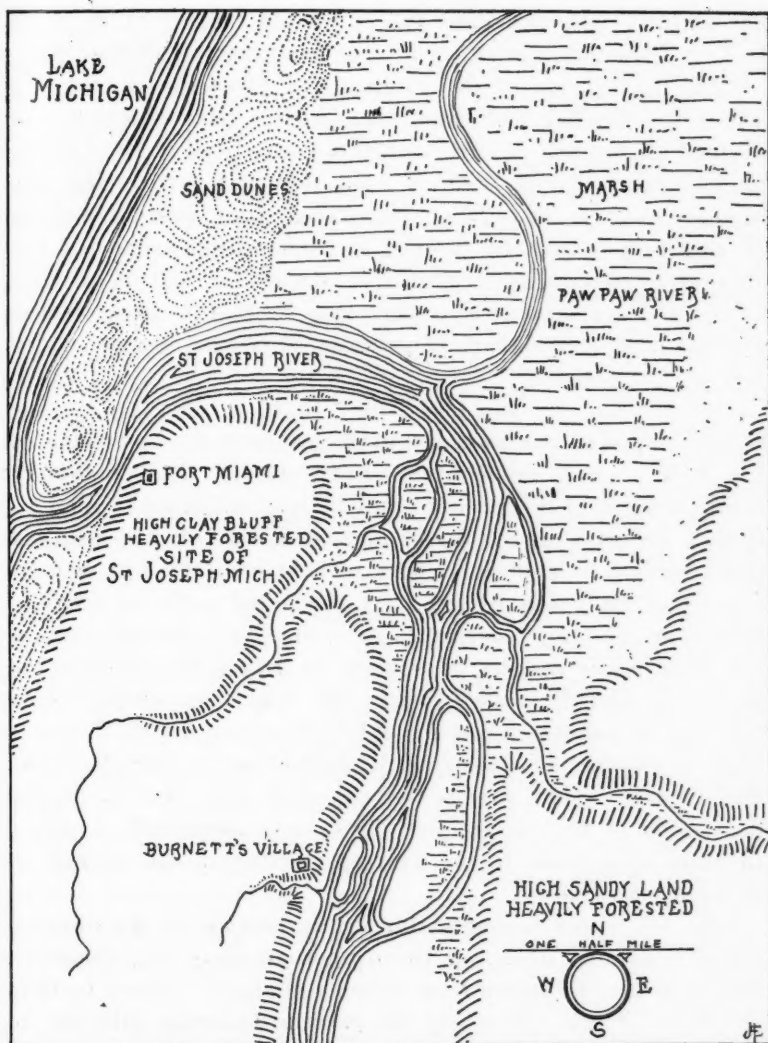 LAKE
MICHIGAN
SAND DUNES
MARSH
PAW PAW RIVER
ST JOSEPH RIVER
FORT MIAMI
HIGH CLAY BLUFF
HEAVILY FORESTED
SITE OF
ST JOSEPH MICH
BURNETT'S VILLAGE
HIGH SANDY LAND
HEAVILY FORESTED
N
ONE HALF MILE
W E
S